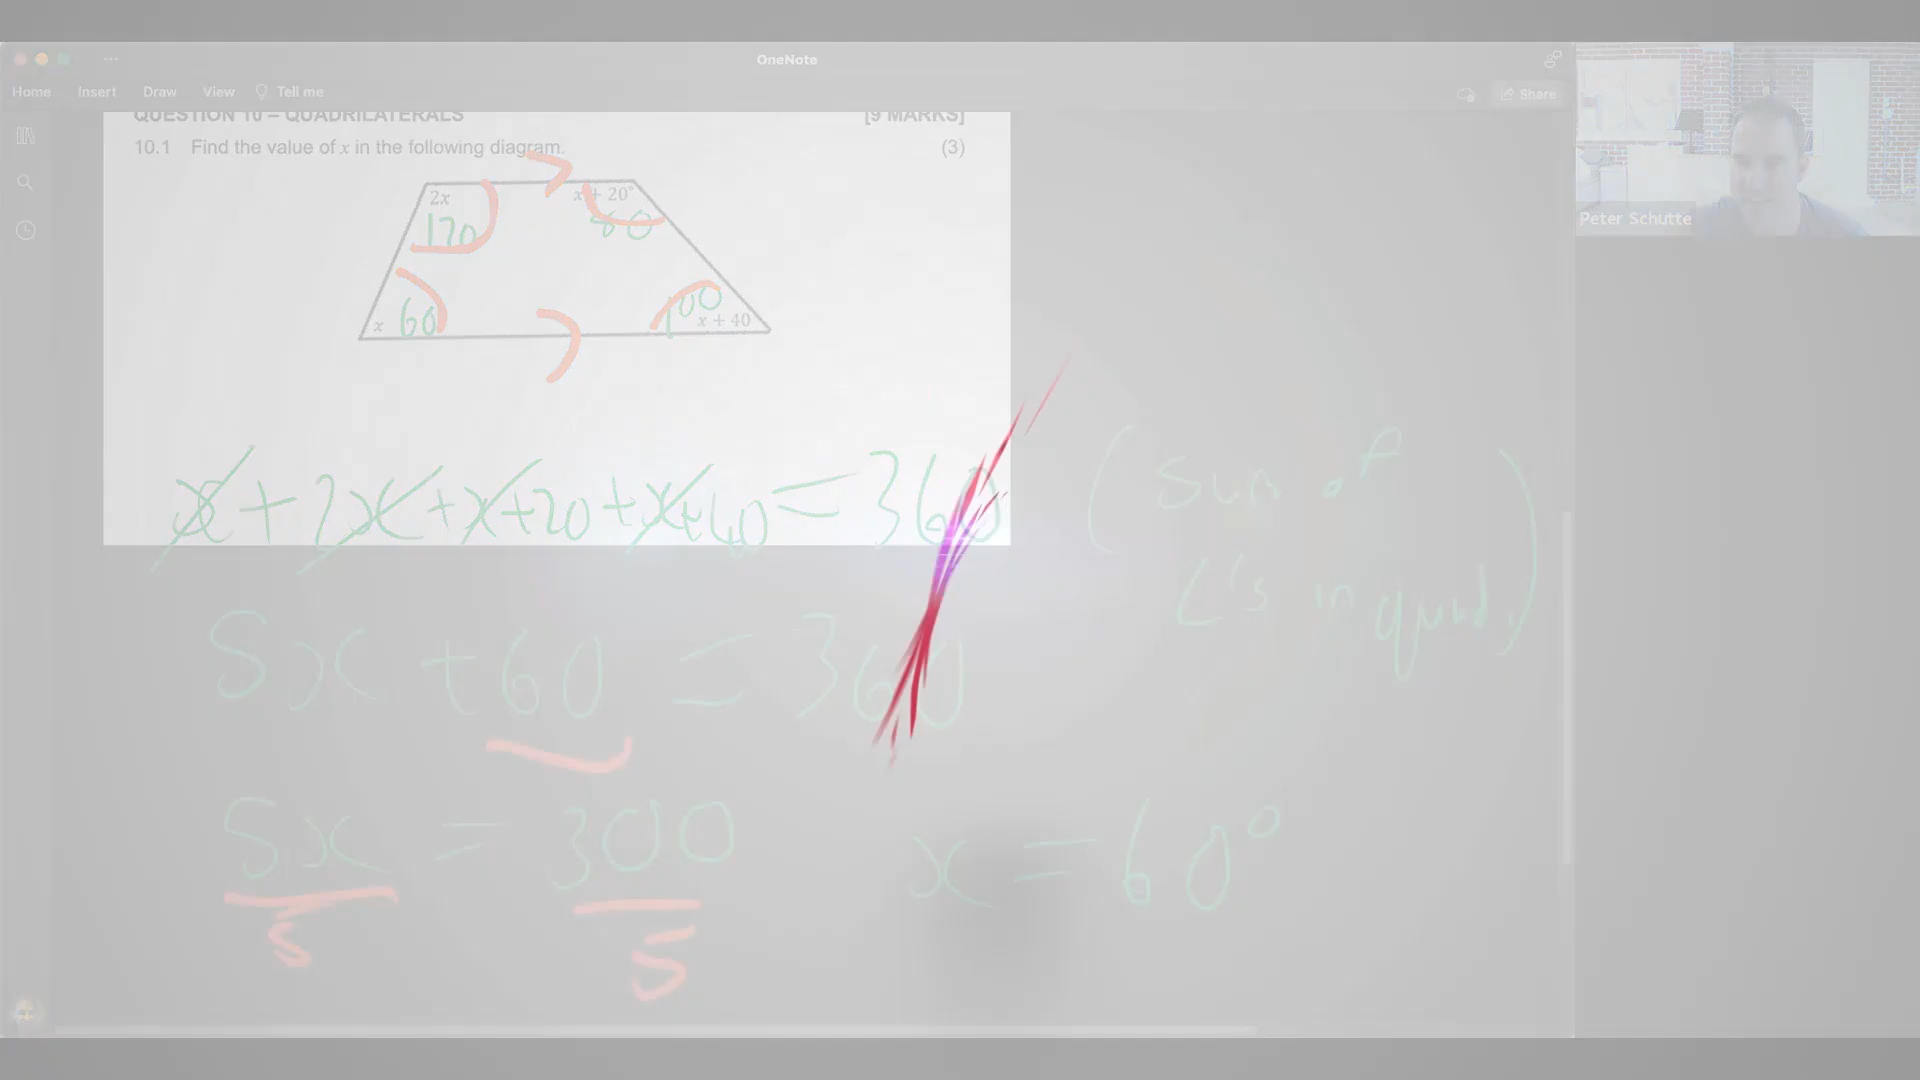 OneNote
Home Insert Draw View Tell me
Share
QUESTION 10 – QUADRILATERALS [9 MARKS]
10.1 Find the value of x in the following diagram. (3)
2x x + 20°
120 80
60 100
x x + 40
Peter Schutte
x + 2x + x + 20 + x + 40 = 360 (Sum of
∠'s in quad.)
5x + 60 = 360
5x = 300 x = 60°
5 5